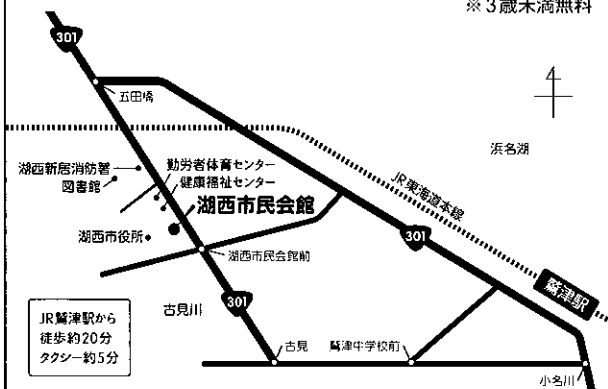 ※3歳未満無料
301
五田橋
4
浜名湖
湖西新居消防署
図書館
勤労者体育センター
健康福祉センター
湖西市民会館
JR東海道本線
湖西市役所
湖西市民会館前
301
鷲津駅
301
古見川
JR鷲津駅から
徒歩約20分
タクシー約5分
古見
鷲津中学校前
小名川